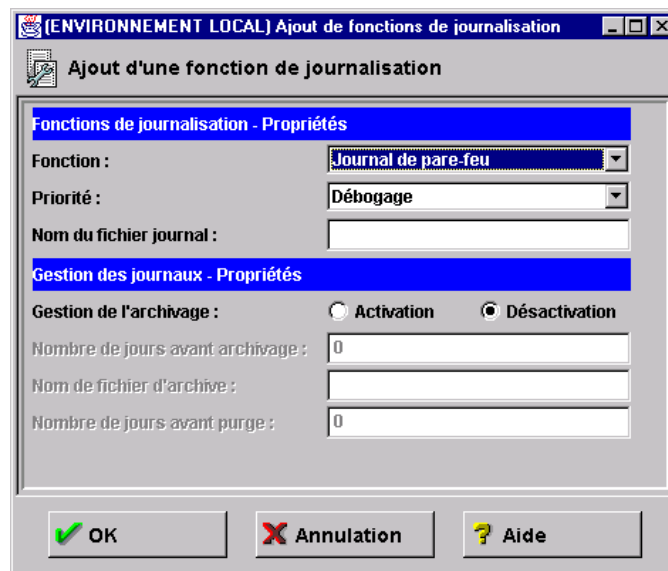 (ENVIRONNEMENT LOCAL) Ajout de fonctions de journalisation
Ajout d'une fonction de journalisation
Fonctions de journalisation - Propriétés
Fonction : Journal de pare-feu
Priorité : Débogage
Nom du fichier journal :
Gestion des journaux - Propriétés
Gestion de l'archivage : Activation Désactivation
Nombre de jours avant archivage : 0
Nom de fichier d'archive :
Nombre de jours avant purge : 0
OK Annulation Aide